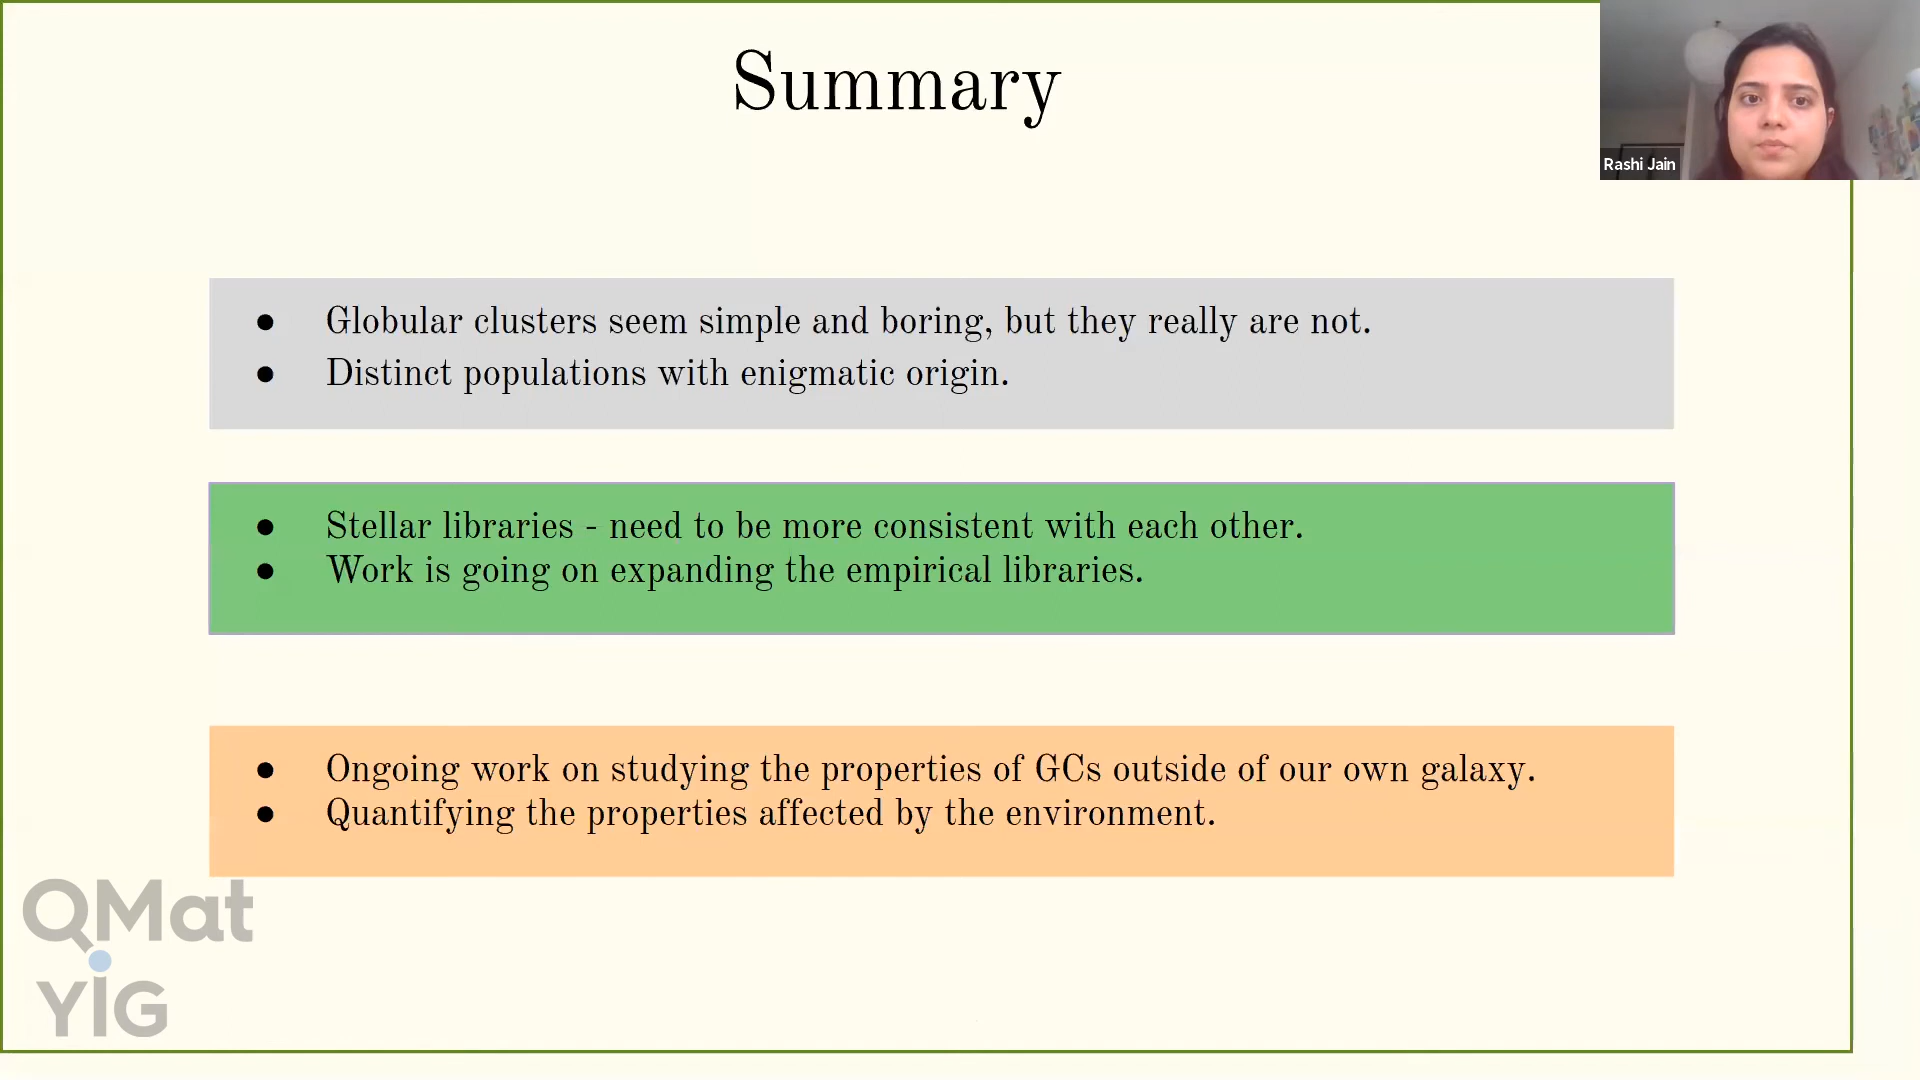 Summary
Rashi Jain
● Globular clusters seem simple and boring, but they really are not.
● Distinct populations with enigmatic origin.
● Stellar libraries - need to be more consistent with each other.
● Work is going on expanding the empirical libraries.
● Ongoing work on studying the properties of GCs outside of our own galaxy.
● Quantifying the properties affected by the environment.
QMat
YiG